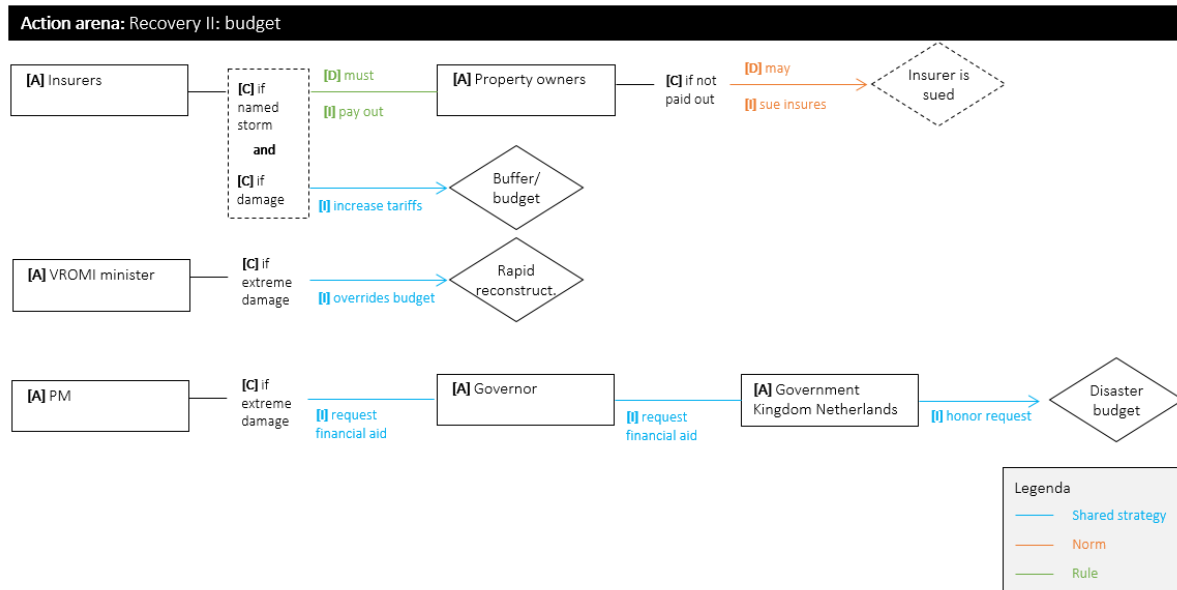 Action arena: Recovery II: budget
[A] Insurers
[C] if
named
storm
and
[C] if
damage
[D] must
[I] pay out
[I] increase tariffs
[A] Property owners
[C] if not
paid out
[D] may
[I] sue insures
Insurer is
sued
Buffer/
budget
[A] VROMI minister
[C] if
extreme
damage
[I] overrides budget
Rapid
reconstruct.
[A] PM
[C] if
extreme
damage
[I] request
financial aid
[A] Governor
[I] request
financial aid
[A] Government
Kingdom Netherlands
[I] honor request
Disaster
budget
Legenda
Shared strategy
Norm
Rule